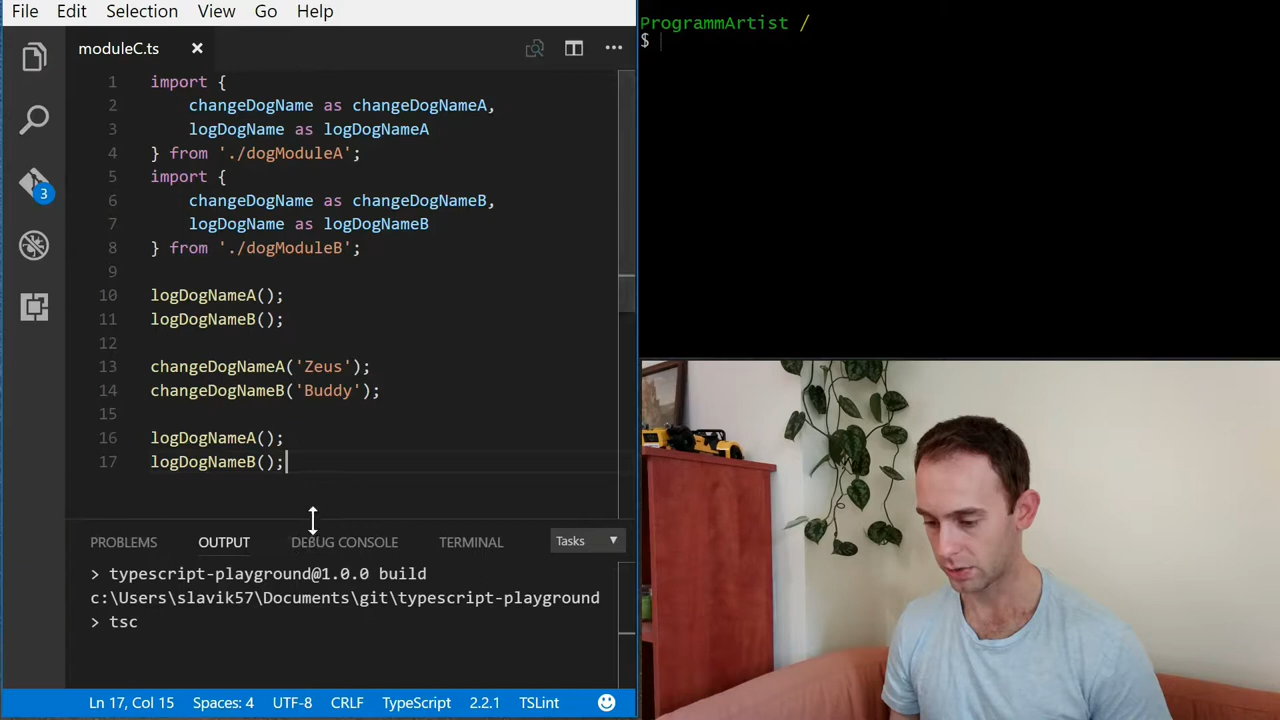 File Edit Selection View Go Help
moduleC.ts
1 import {
2 changeDogName as changeDogNameA,
3 logDogName as logDogNameA
4 } from './dogModuleA';
5 import {
6 changeDogName as changeDogNameB,
7 logDogName as logDogNameB
8 } from './dogModuleB';
9
10 logDogNameA();
11 logDogNameB();
12
13 changeDogNameA('Zeus');
14 changeDogNameB('Buddy');
15
16 logDogNameA();
17 logDogNameB();
3
PROBLEMS OUTPUT DEBUG CONSOLE TERMINAL Tasks
> typescript-playground@1.0.0 build
c:\Users\slavik57\Documents\git\typescript-playground
> tsc
Ln 17, Col 15 Spaces: 4 UTF-8 CRLF TypeScript 2.2.1 TSLint
ProgrammArtist /
$